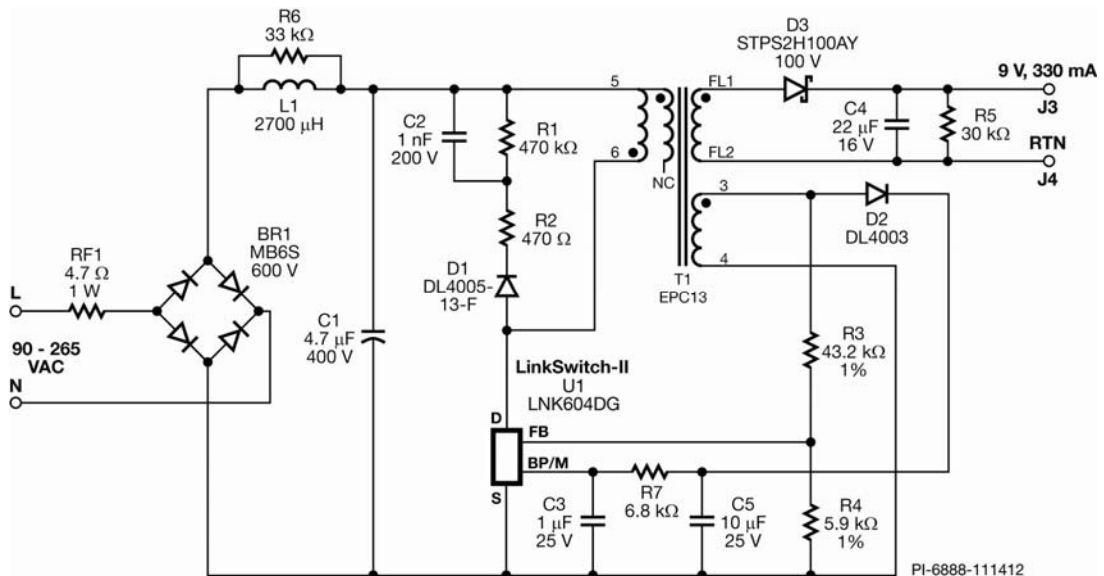 R6
33 kΩ
L1
2700 μH
D3
STPS2H100AY
100 V
9 V, 330 mA
J3
RTN
J4
5
6
FL1
FL2
NC
3
4
C4
22 μF
16 V
R5
30 kΩ
C2
1 nF
200 V
R1
470 kΩ
R2
470 Ω
D1
DL4005-
13-F
D2
DL4003
T1
EPC13
BR1
MB6S
600 V
RF1
4.7 Ω
1 W
L
90 - 265
VAC
N
C1
4.7 μF
400 V
R3
43.2 kΩ
1%
LinkSwitch-II
U1
LNK604DG
D
FB
BP/M
S
C3
1 μF
25 V
R7
6.8 kΩ
C5
10 μF
25 V
R4
5.9 kΩ
1%
PI-6888-111412